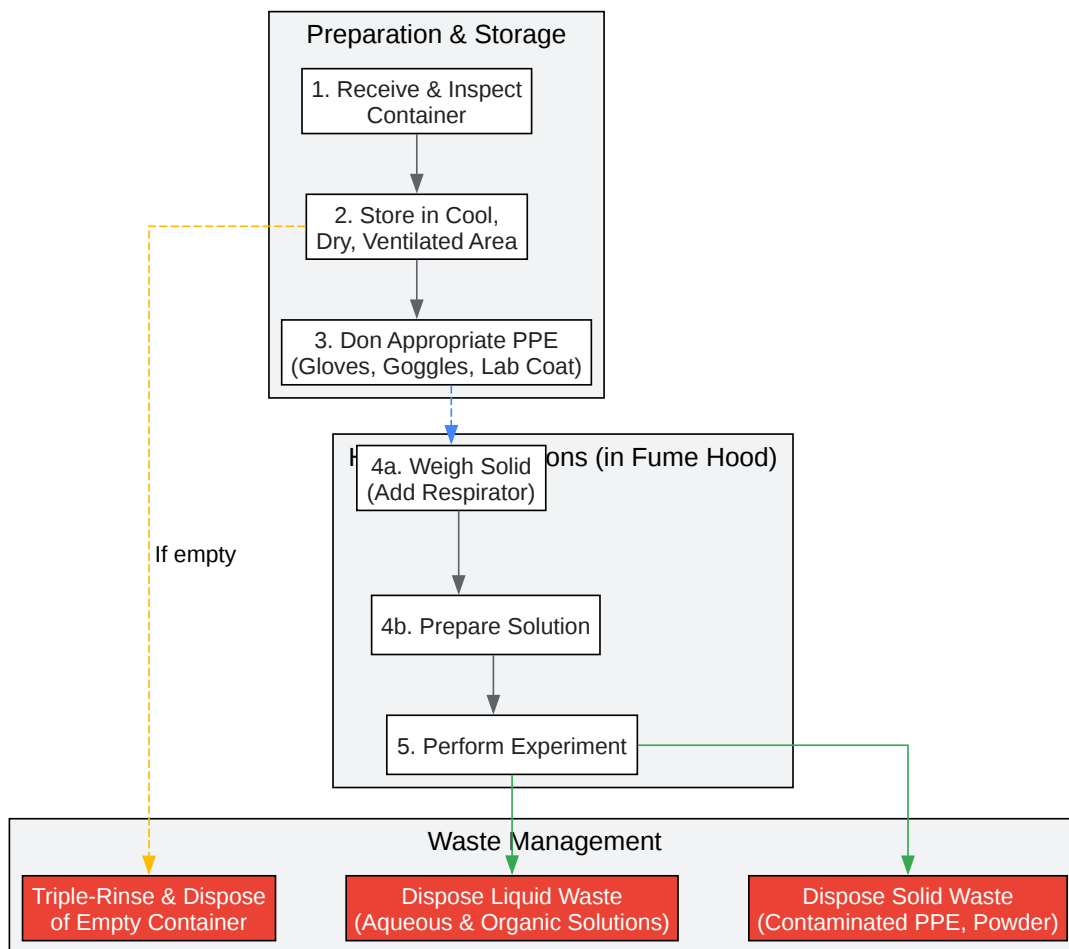 Preparation & Storage
1. Receive & Inspect
Container
2. Store in Cool,
Dry, Ventilated Area
3. Don Appropriate PPE
(Gloves, Goggles, Lab Coat)
ons (in Fume Hood)
4a. Weigh Solid
(Add Respirator)
If empty
4b. Prepare Solution
5. Perform Experiment
Waste Management
Triple-Rinse & Dispose
of Empty Container
Dispose Liquid Waste
(Aqueous & Organic Solutions)
Dispose Solid Waste
(Contaminated PPE, Powder)